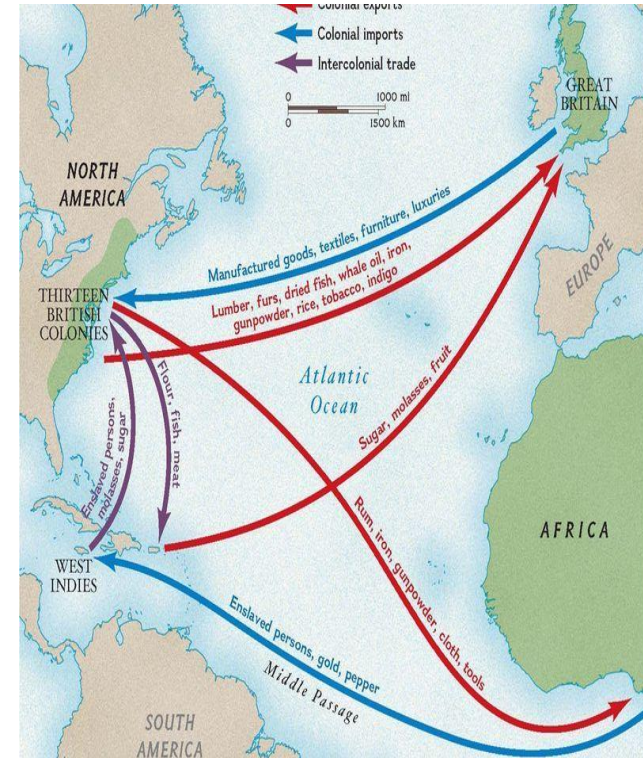 Colonial exports
Colonial imports
Intercolonial trade
0 1000 mi
0 1500 km
GREAT
BRITAIN
NORTH
AMERICA
Manufactured goods, textiles, furniture, luxuries
Lumber, furs, dried fish, whale oil, iron,
gunpowder, rice, tobacco, indigo
EUROPE
THIRTEEN
BRITISH
COLONIES
Flour, fish, meat
Enslaved persons,
molasses, sugar
Atlantic
Ocean
Sugar, molasses, fruit
Rum, iron, gunpowder, cloth, tools
AFRICA
WEST
INDIES
Enslaved persons, gold, pepper
Middle Passage
SOUTH
AMERICA